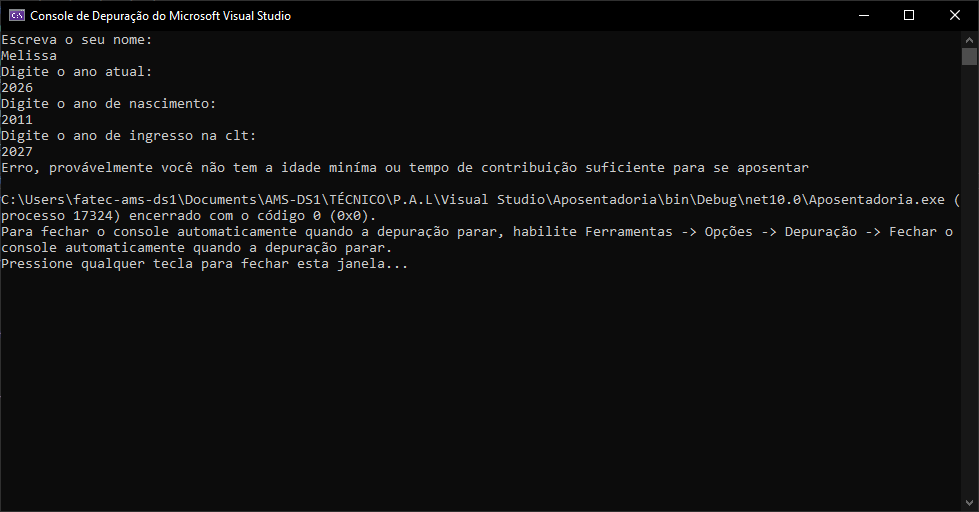 Console de Depuração do Microsoft Visual Studio
Escreva o seu nome:
Melissa
Digite o ano atual:
2026
Digite o ano de nascimento:
2011
Digite o ano de ingresso na clt:
2027
Erro, provávelmente você não tem a idade miníma ou tempo de contribuição suficiente para se aposentar
C:\Users\fatec-ams-ds1\Documents\AMS-DS1\TÉCNICO\P.A.L\Visual Studio\Aposentadoria\bin\Debug\net10.0\Aposentadoria.exe (
processo 17324) encerrado com o código 0 (0x0).
Para fechar o console automaticamente quando a depuração parar, habilite Ferramentas -> Opções -> Depuração -> Fechar o
console automaticamente quando a depuração parar.
Pressione qualquer tecla para fechar esta janela...